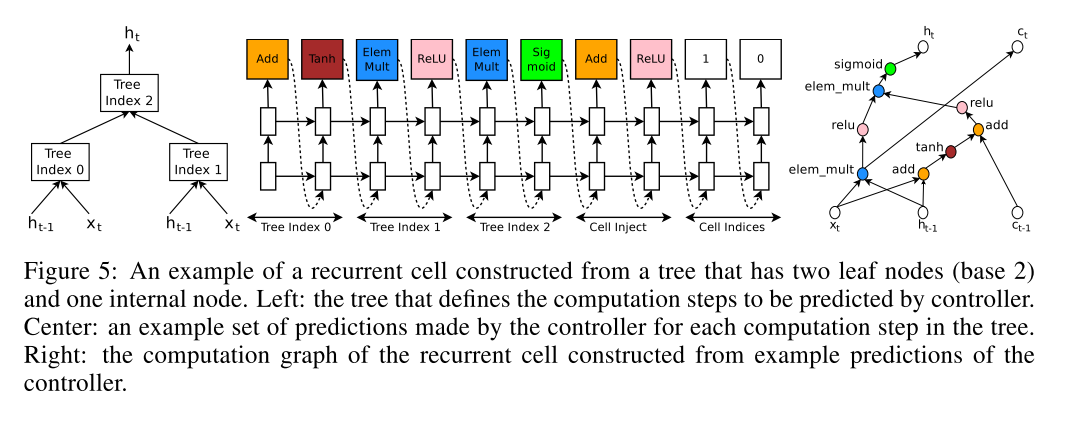 h_t
Tree
Index 2
Tree
Index 0
Tree
Index 1
h_{t-1}
x_t
h_{t-1}
x_t
Add
Tanh
Elem
Mult
ReLU
Elem
Mult
Sig
moid
Add
ReLU
1
0
Tree Index 0
Tree Index 1
Tree Index 2
Cell Inject
Cell Indices
h_t
c_t
sigmoid
elem_mult
relu
relu
add
tanh
elem_mult
add
x_t
h_{t-1}
c_{t-1}
Figure 5: An example of a recurrent cell constructed from a tree that has two leaf nodes (base 2)
and one internal node. Left: the tree that defines the computation steps to be predicted by controller.
Center: an example set of predictions made by the controller for each computation step in the tree.
Right: the computation graph of the recurrent cell constructed from example predictions of the
controller.